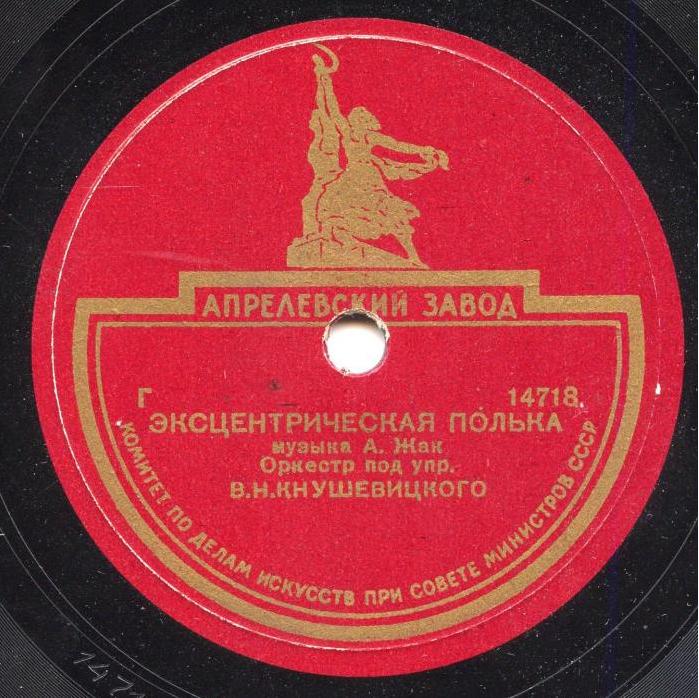 АПРЕЛЕВСКИЙ ЗАВОД
Г 14718.
ЭКСЦЕНТРИЧЕСКАЯ ПОЛЬКА
музыка А. Жак
Оркестр под упр.
В.Н.КНУШЕВИЦКОГО
КОМИТЕТ ПО ДЕЛАМ ИСКУССТВ ПРИ СОВЕТЕ МИНИСТРОВ СССР